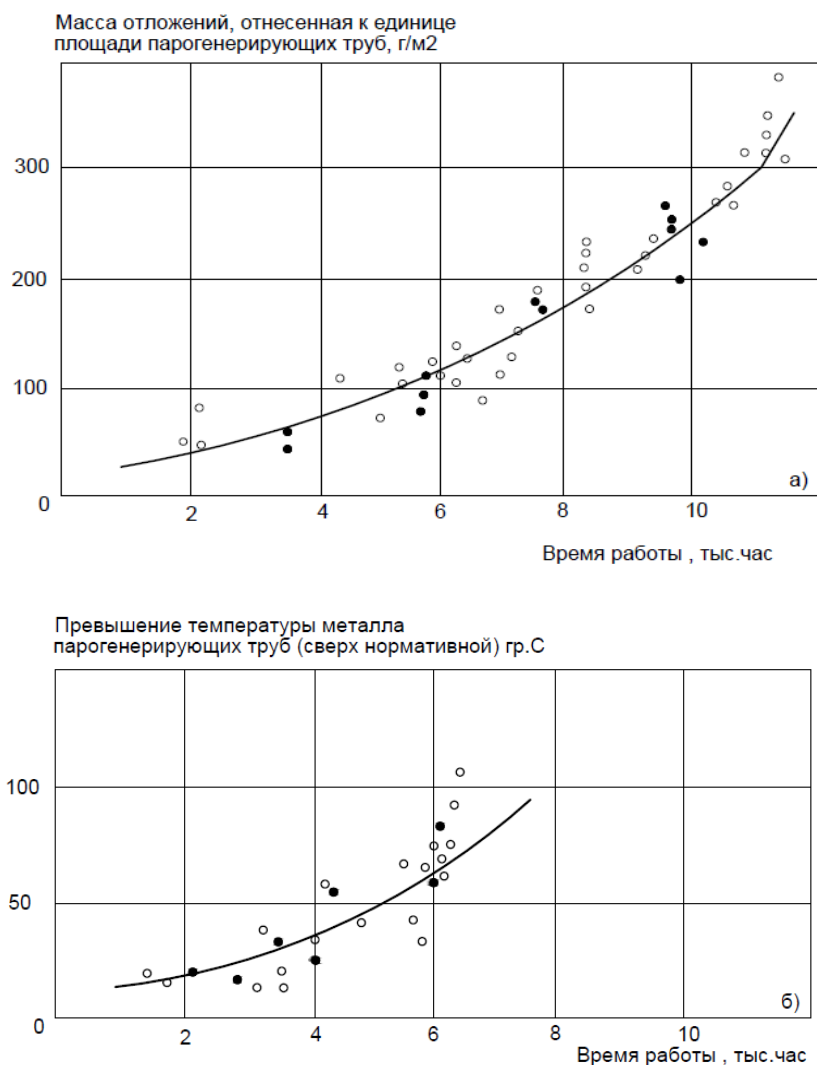 Масса отложений, отнесенная к единице
площади парогенерирующих труб, г/м2
300
200
100
0
2 4 6 8 10
а)
Время работы , тыс.час
Превышение температуры металла
парогенерирующих труб (сверх нормативной) гр.С
100
50
0
2 4 6 8 10
б)
Время работы , тыс.час